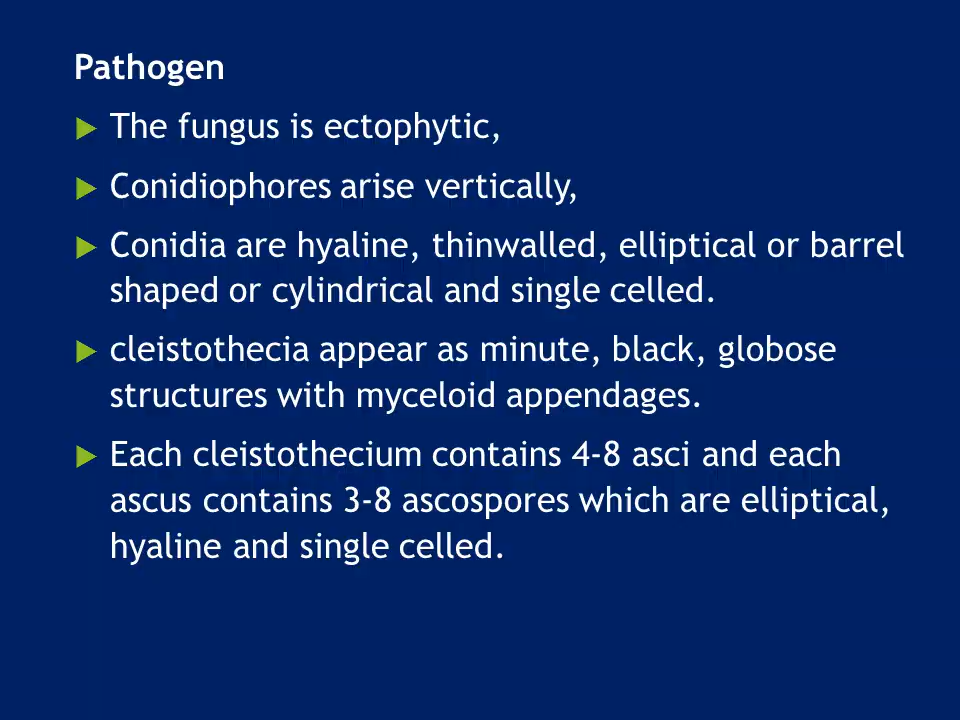 Pathogen
The fungus is ectophytic,
Conidiophores arise vertically,
Conidia are hyaline, thinwalled, elliptical or barrel
shaped or cylindrical and single celled.
cleistothecia appear as minute, black, globose
structures with myceloid appendages.
Each cleistothecium contains 4-8 asci and each
ascus contains 3-8 ascospores which are elliptical,
hyaline and single celled.